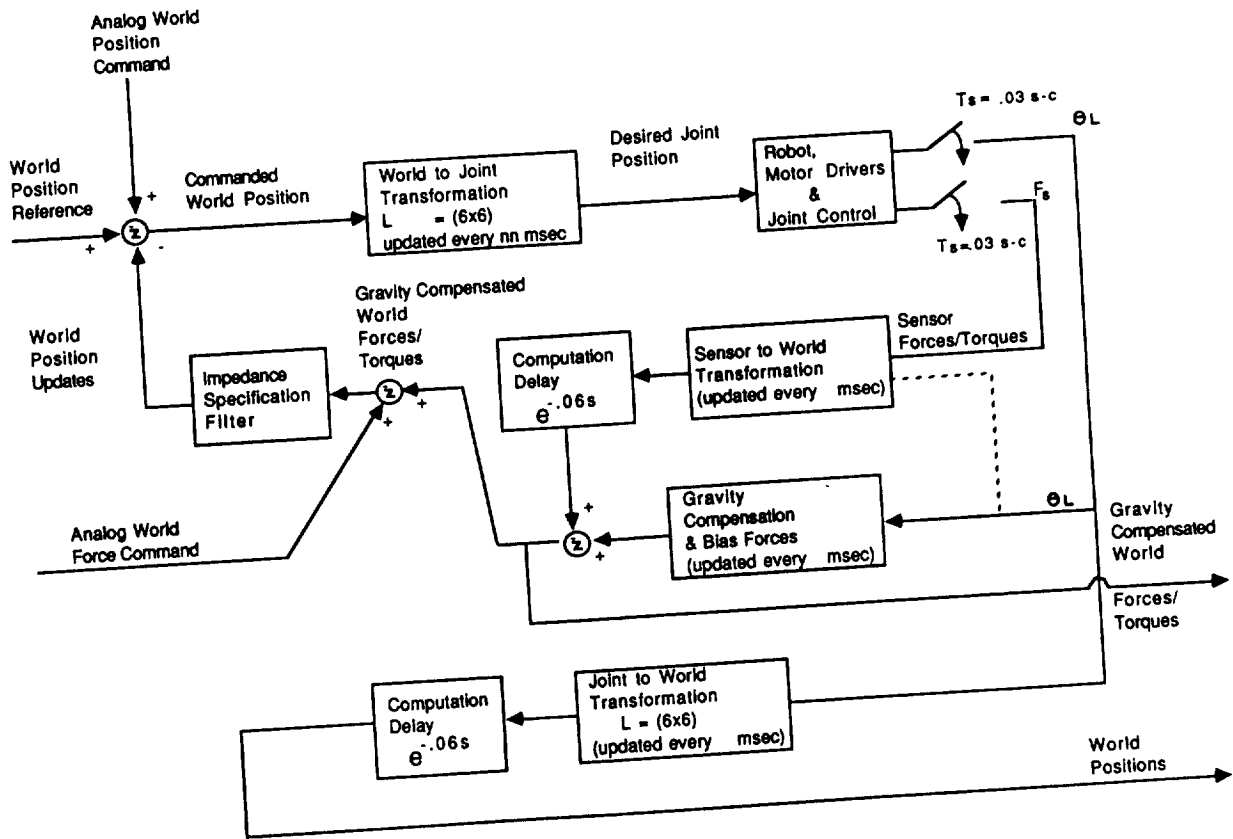 Analog World
Position
Command
World
Position
Reference
+
+
-
Commanded
World Position
World to Joint
Transformation
L = (6x6)
updated every nn msec
Desired Joint
Position
Robot,
Motor Drivers
&
Joint Control
Ts = .03 s-c
θL
Fs
Ts=.03 s-c
World
Position
Updates
Impedance
Specification
Filter
Gravity Compensated
World
Forces/
Torques
+
+
Computation
Delay
e-.06s
Sensor to World
Transformation
(updated every msec)
Sensor
Forces/Torques
Analog World
Force Command
+
+
Gravity
Compensation
& Bias Forces
(updated every msec)
θL
Gravity
Compensated
World
Forces/
Torques
Computation
Delay
e-.06s
Joint to World
Transformation
L = (6x6)
(updated every msec)
World
Positions